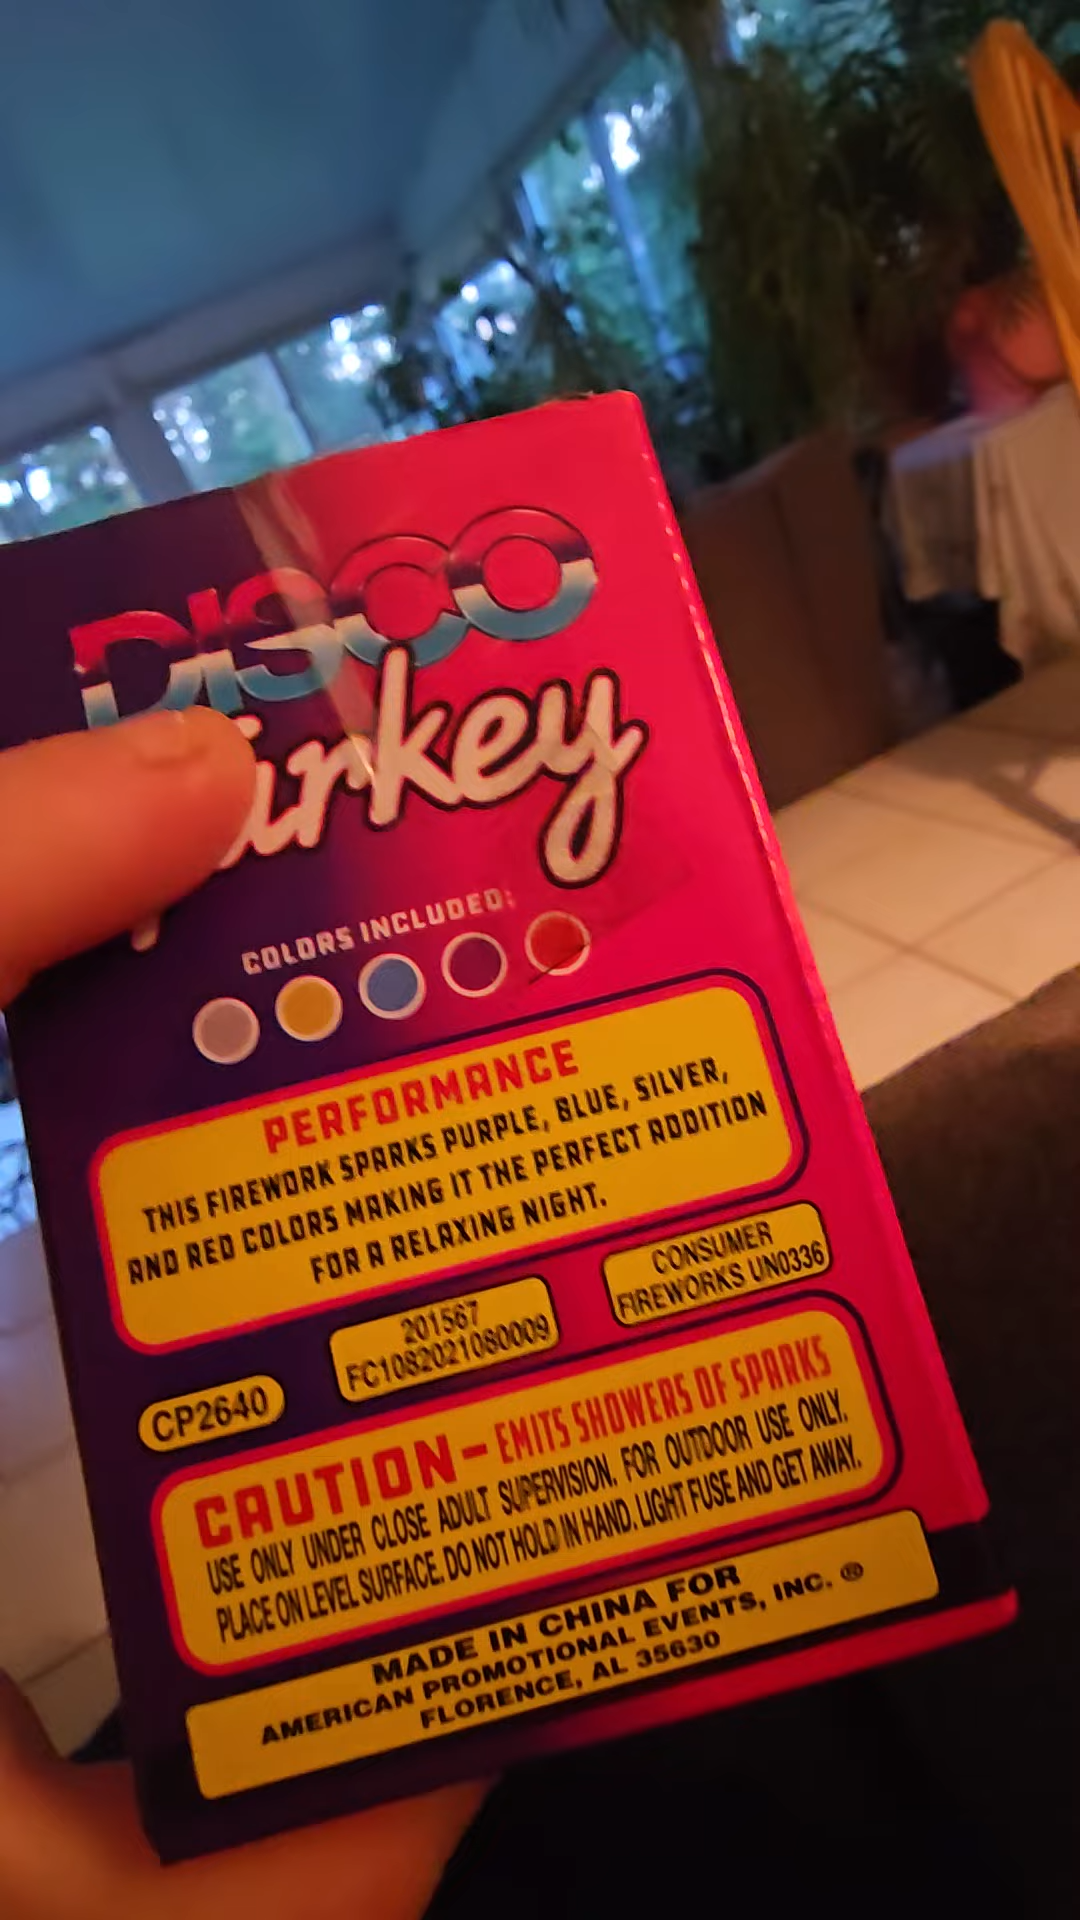 DISCO
COLORS INCLUDED:
PERFORMANCE
THIS FIREWORK SPARKS PURPLE, BLUE, SILVER,
AND RED COLORS MAKING IT THE PERFECT ADDITION
FOR A RELAXING NIGHT.
CONSUMER
FIREWORKS UN0336
201567
FC1082021080009
CP2640
CAUTION – EMITS SHOWERS OF SPARKS
USE ONLY UNDER CLOSE ADULT SUPERVISION. FOR OUTDOOR USE ONLY.
PLACE ON LEVEL SURFACE. DO NOT HOLD IN HAND. LIGHT FUSE AND GET AWAY.
MADE IN CHINA FOR
AMERICAN PROMOTIONAL EVENTS, INC. ®
FLORENCE, AL 35630